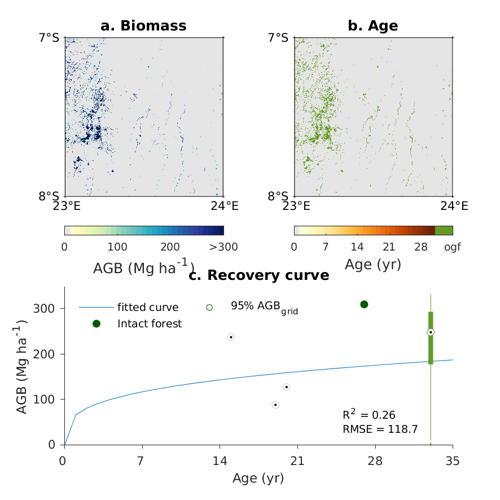 a. Biomass
b. Age
7°S
7°S
8°S
8°S
23°E
24°E
23°E
24°E
0
100
200
>300
0
7
14
21
28
ogf
AGB (Mg ha-1)
Age (yr)
c. Recovery curve
fitted curve
95% AGBgrid
Intact forest
300
200
100
0
AGB (Mg ha-1)
R2 = 0.26
RMSE = 118.7
0
7
14
21
28
35
Age (yr)